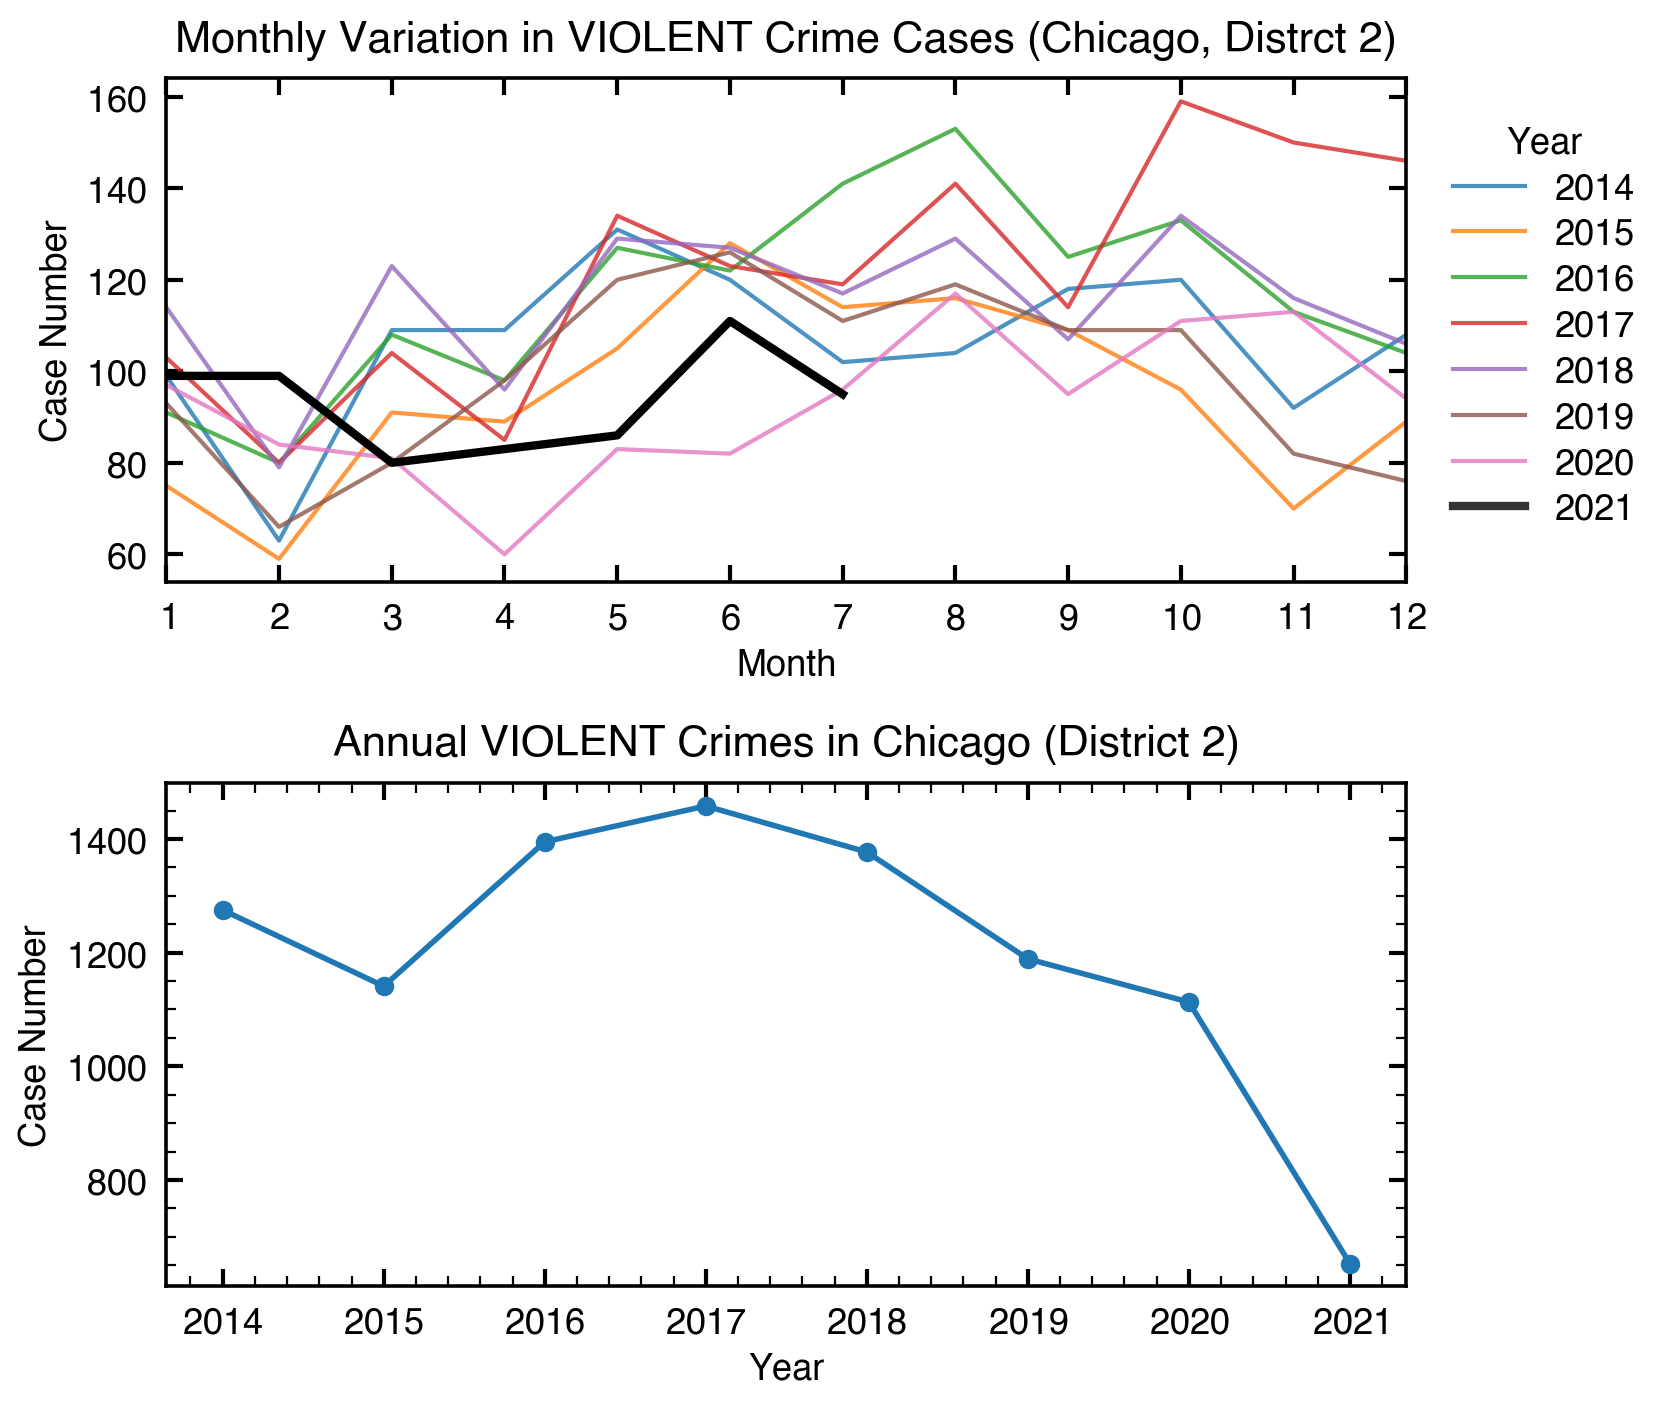 Monthly Variation in VIOLENT Crime Cases (Chicago, Distrct 2)
160
140
120
100
80
60
Case Number
1 2 3 4 5 6 7 8 9 10 11 12
Month
Year
2014
2015
2016
2017
2018
2019
2020
2021
Annual VIOLENT Crimes in Chicago (District 2)
1400
1200
1000
800
Case Number
2014 2015 2016 2017 2018 2019 2020 2021
Year